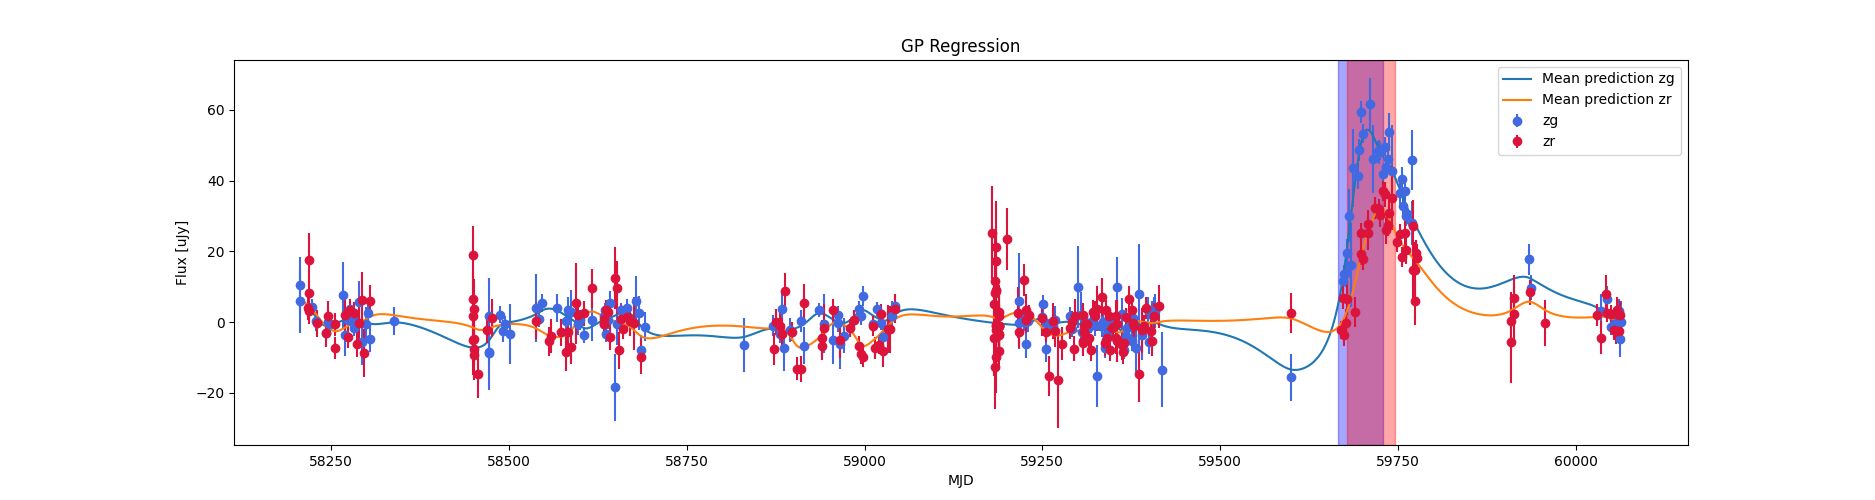 GP Regression
Mean prediction zg
Mean prediction zr
zg
zr
Flux [uJy]
60
40
20
0
−20
58250
58500
58750
59000
59250
59500
59750
60000
MJD